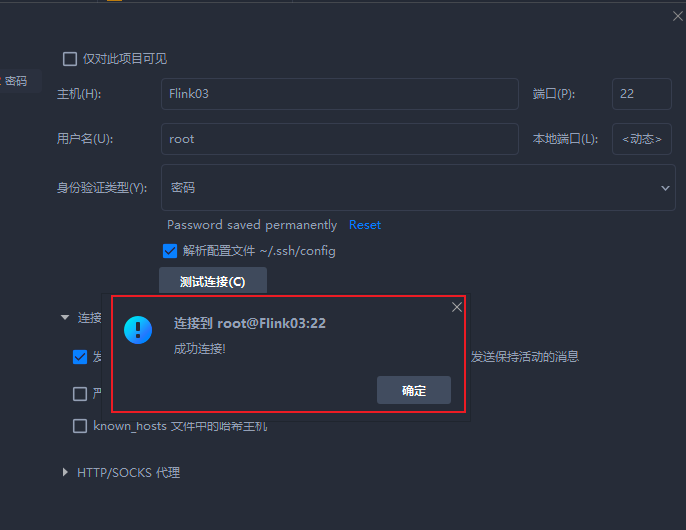 仅对此项目可见
密码
主机(H): Flink03 端口(P): 22
用户名(U): root 本地端口(L): <动态>
身份验证类型(Y): 密码
Password saved permanently Reset
解析配置文件 ~/.ssh/config
测试连接(C)
连接
连接到 root@Flink03:22
成功连接!
发送保持活动的消息
确定
known_hosts 文件中的哈希主机
HTTP/SOCKS 代理